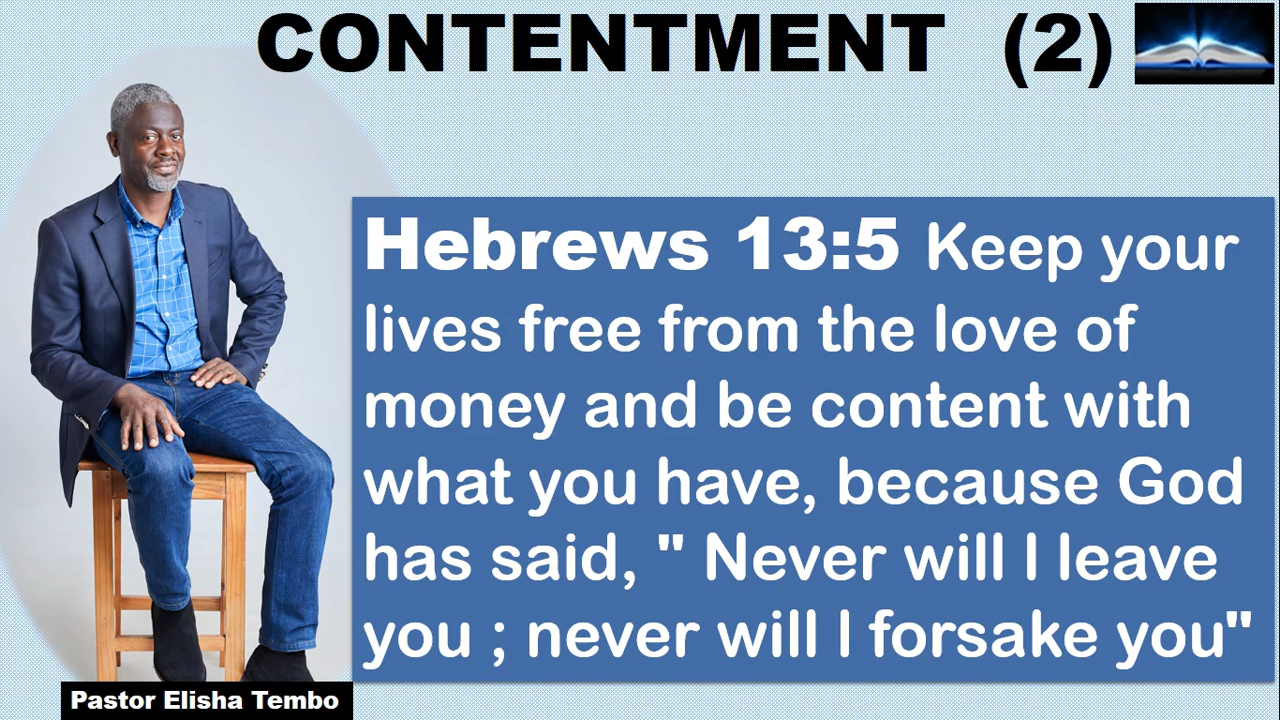 CONTENTMENT (2)
Hebrews 13:5 Keep your
lives free from the love of
money and be content with
what you have, because God
has said, " Never will I leave
you ; never will I forsake you"
Pastor Elisha Tembo